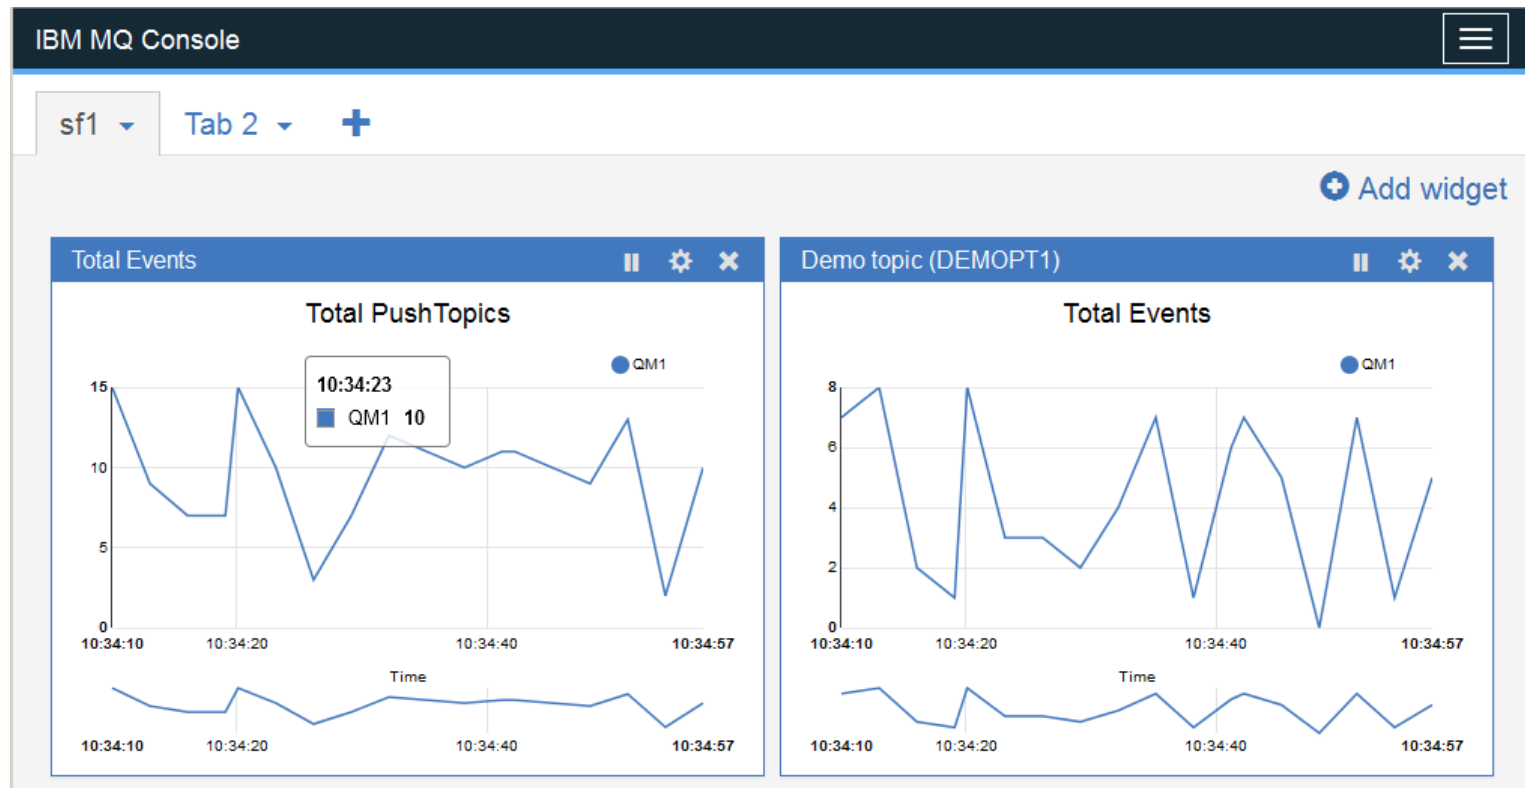 IBM MQ Console
sf1 Tab 2
Add widget
Total Events
Total PushTopics
QM1
10:34:23
QM1 10
15
10
5
0
10:34:10 10:34:20 10:34:40 10:34:57
Time
10:34:10 10:34:20 10:34:40 10:34:57
Demo topic (DEMOPT1)
Total Events
QM1
8
6
4
2
0
10:34:10 10:34:20 10:34:40 10:34:57
Time
10:34:10 10:34:20 10:34:40 10:34:57